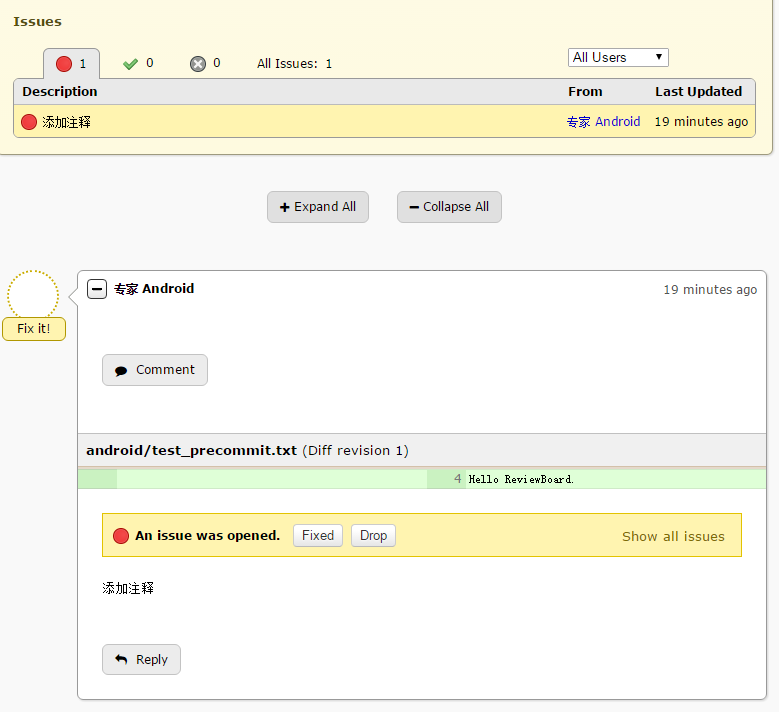 Issues
1 0 0 All Issues: 1 All Users
Description From Last Updated
添加注释 专家 Android 19 minutes ago
Expand All Collapse All
专家 Android 19 minutes ago
Fix it!
Comment
android/test_precommit.txt (Diff revision 1)
4 Hello ReviewBoard.
An issue was opened. Fixed Drop Show all issues
添加注释
Reply